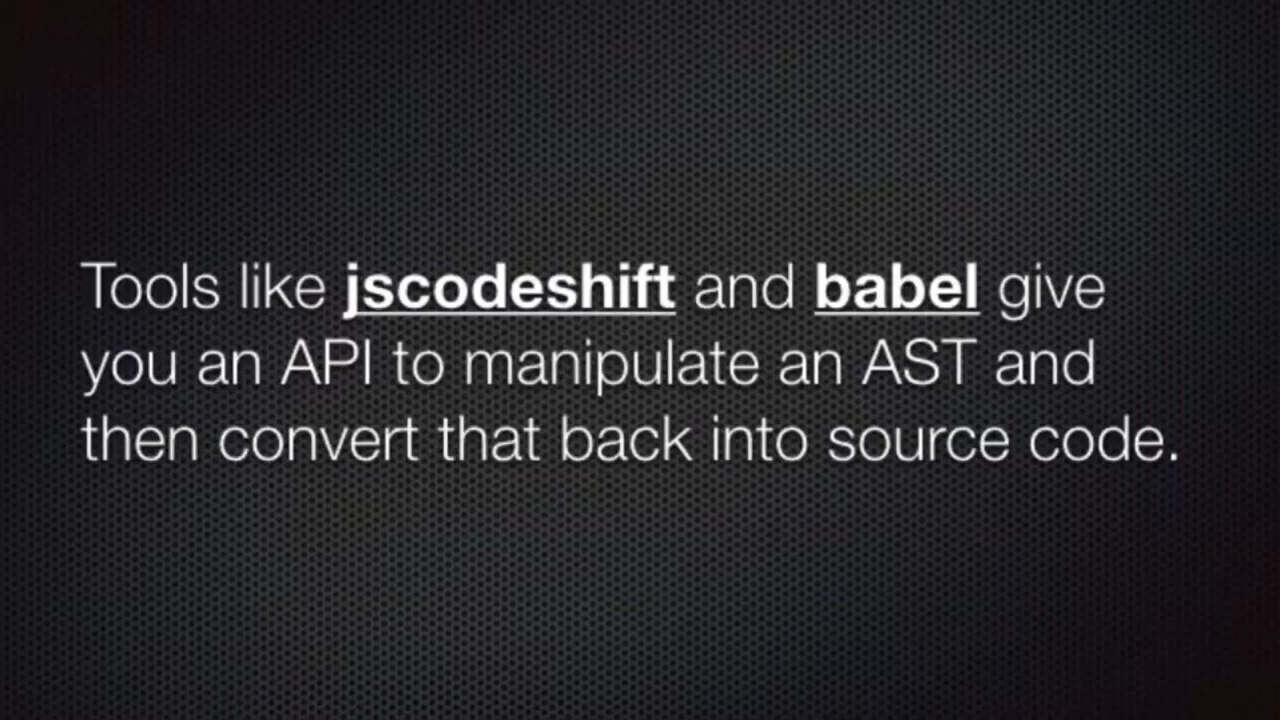 Tools like jscodeshift and babel give
you an API to manipulate an AST and
then convert that back into source code.